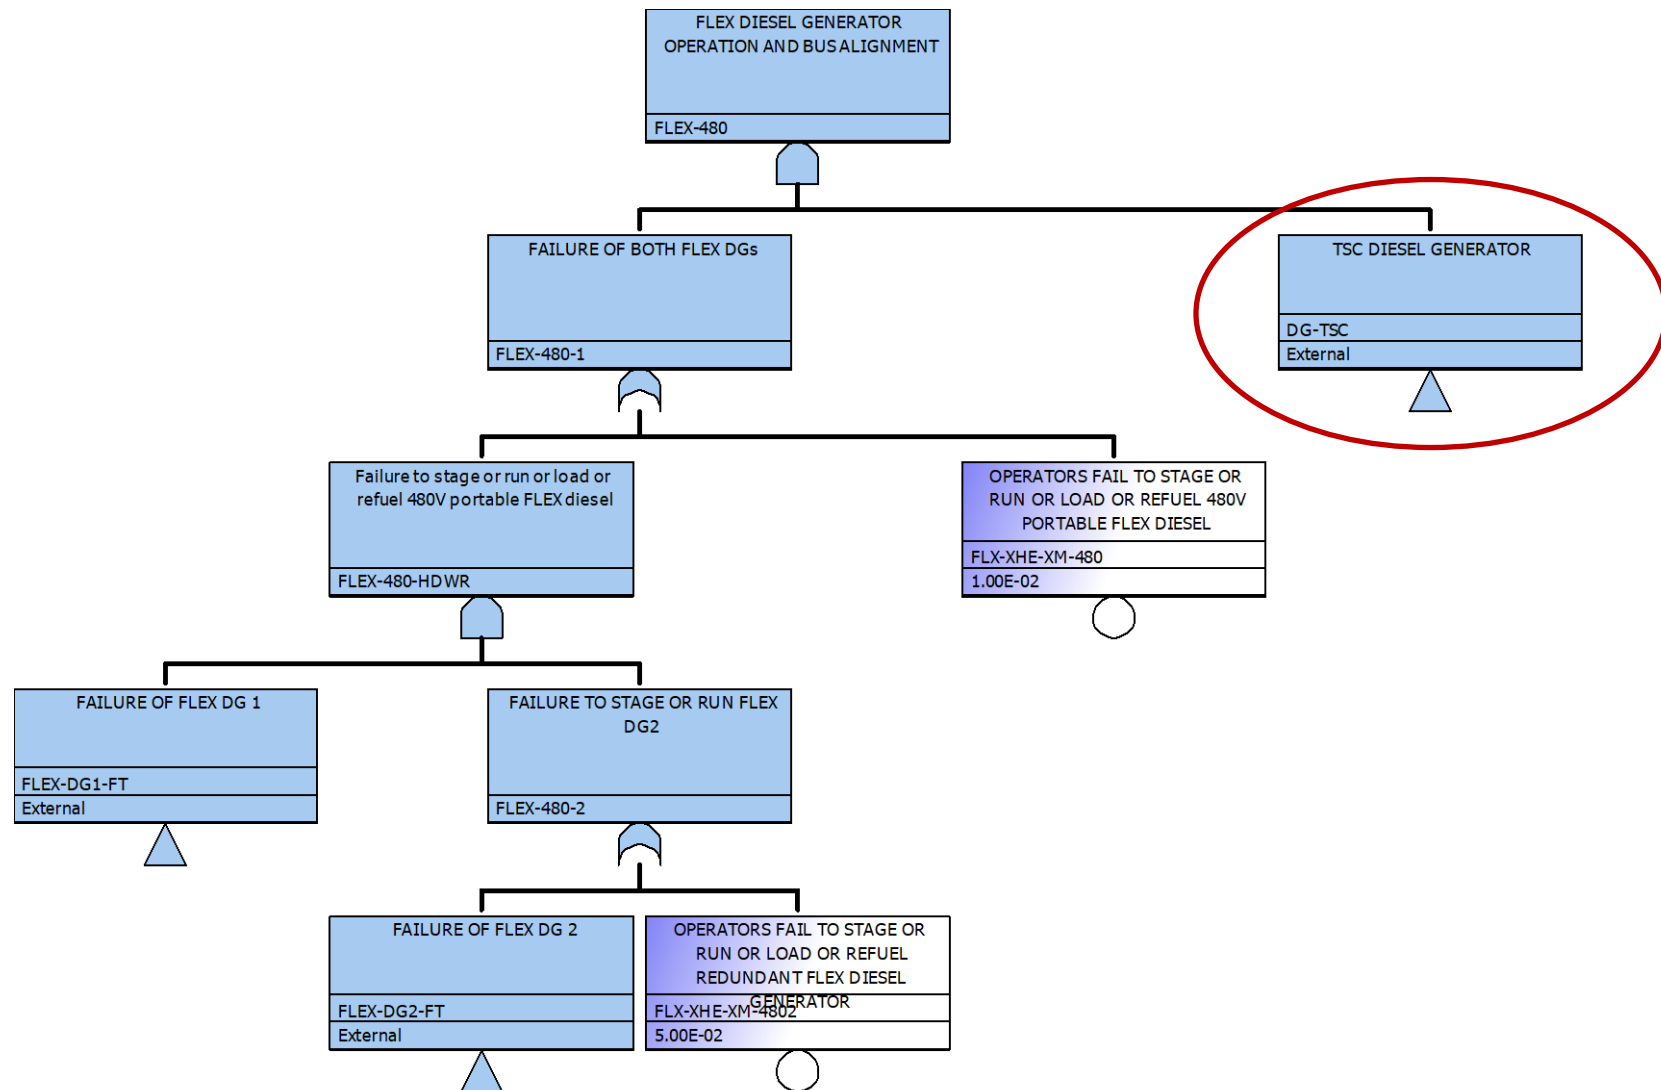 FLEX DIESEL GENERATOR
OPERATION AND BUS ALIGNMENT
FLEX-480
FAILURE OF BOTH FLEX DGs
FLEX-480-1
TSC DIESEL GENERATOR
DG-TSC
External
Failure to stage or run or load or
refuel 480V portable FLEX diesel
FLEX-480-HDWR
OPERATORS FAIL TO STAGE OR
RUN OR LOAD OR REFUEL 480V
PORTABLE FLEX DIESEL
FLX-XHE-XM-480
1.00E-02
FAILURE OF FLEX DG 1
FLEX-DG1-FT
External
FAILURE TO STAGE OR RUN FLEX
DG2
FLEX-480-2
FAILURE OF FLEX DG 2
FLEX-DG2-FT
External
OPERATORS FAIL TO STAGE OR
RUN OR LOAD OR REFUEL
REDUNDANT FLEX DIESEL
GENERATOR
FLX-XHE-XM-4802
5.00E-02